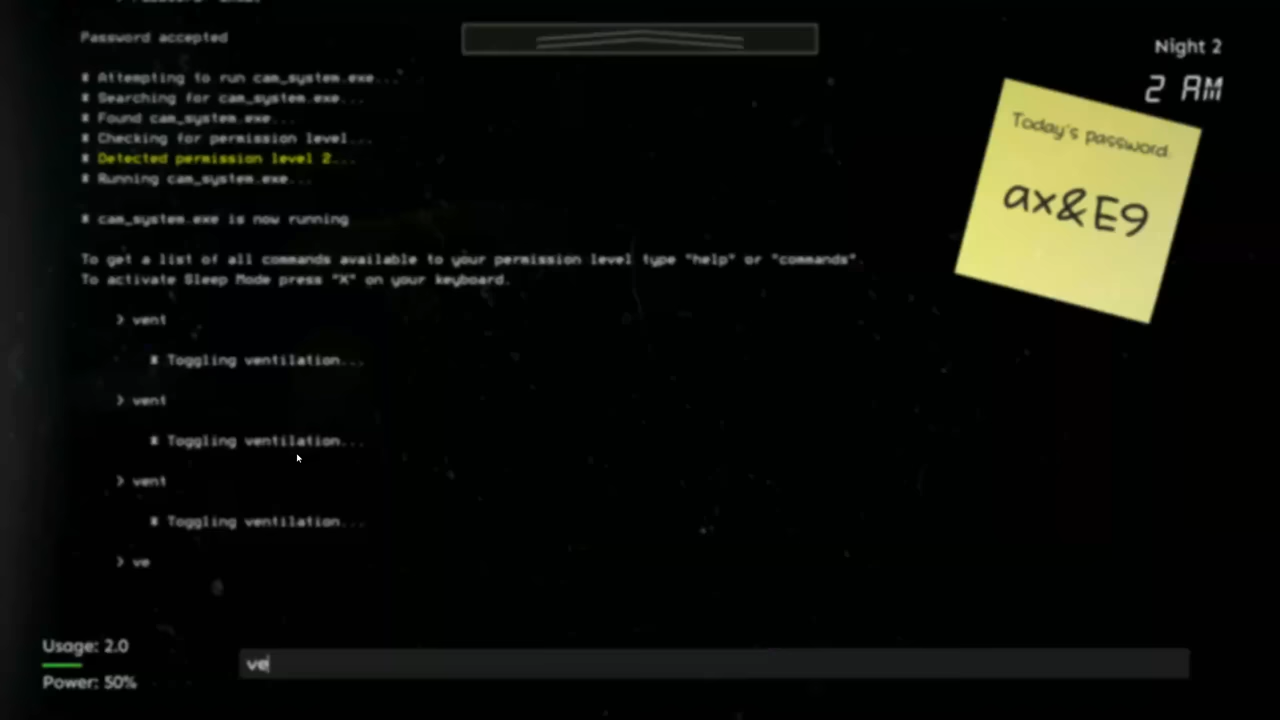 Password accepted
* Attempting to run cam_system.exe...
* Searching for cam_system.exe...
* Found cam_system.exe...
* Checking for permission level...
* Detected permission level 2...
* Running cam_system.exe...
* cam_system.exe is now running
To get a list of all commands available to your permission level type "help" or "commands".
To activate Sleep Mode press "X" on your keyboard.
> vent
* Toggling ventilation...
> vent
* Toggling ventilation...
> vent
* Toggling ventilation...
> ve
Night 2
2 AM
Today's password:
ax&E9
Usage: 2.0
Power: 50%
ve